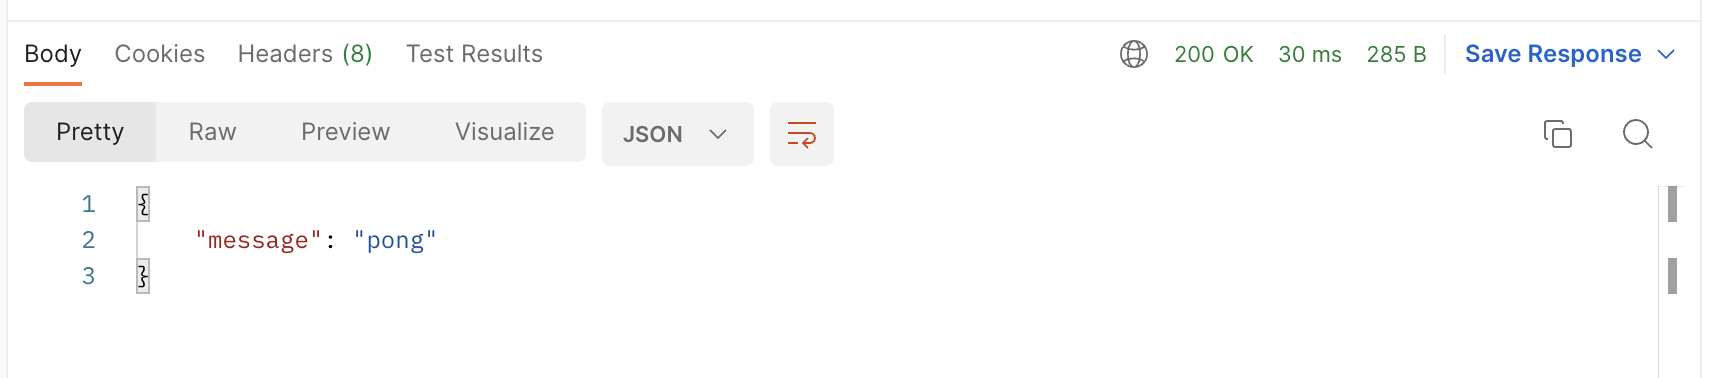 Body Cookies Headers (8) Test Results 200 OK 30 ms 285 B Save Response
Pretty Raw Preview Visualize JSON
1 {
2 "message": "pong"
3 }